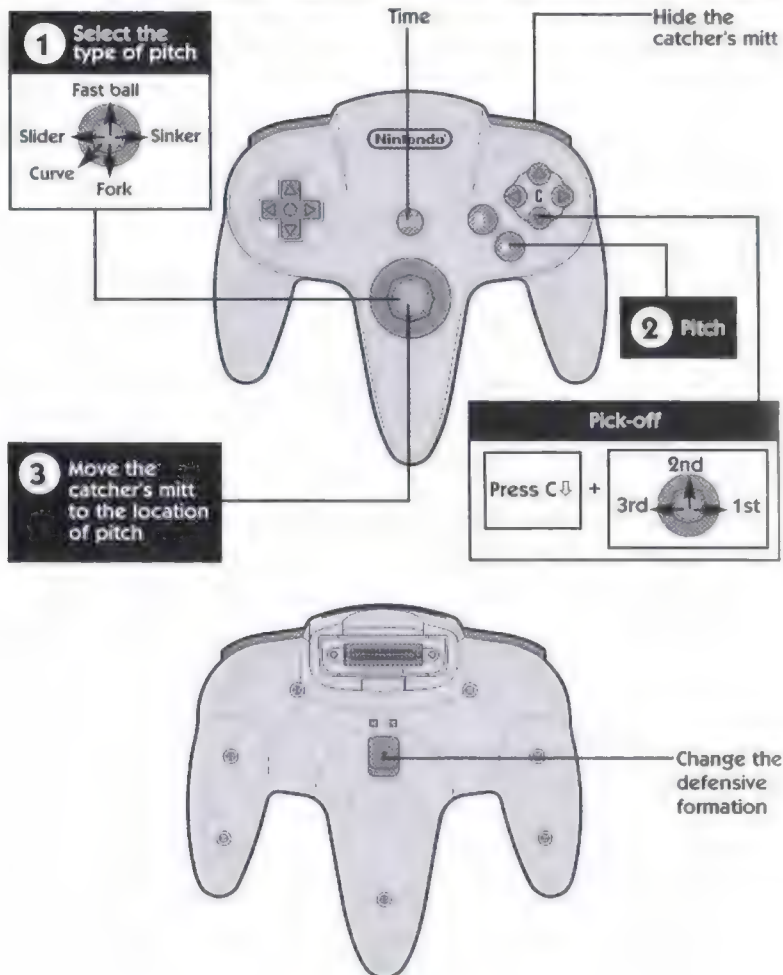 1 Select the
type of pitch
Fast ball
Slider
Sinker
Curve
Fork
Time
Hide the
catcher's mitt
Nintendo
C
2 Pitch
3 Move the
catcher's mitt
to the location
of pitch
Pick-off
Press C⇩ +
2nd
3rd
1st
Change the
defensive
formation